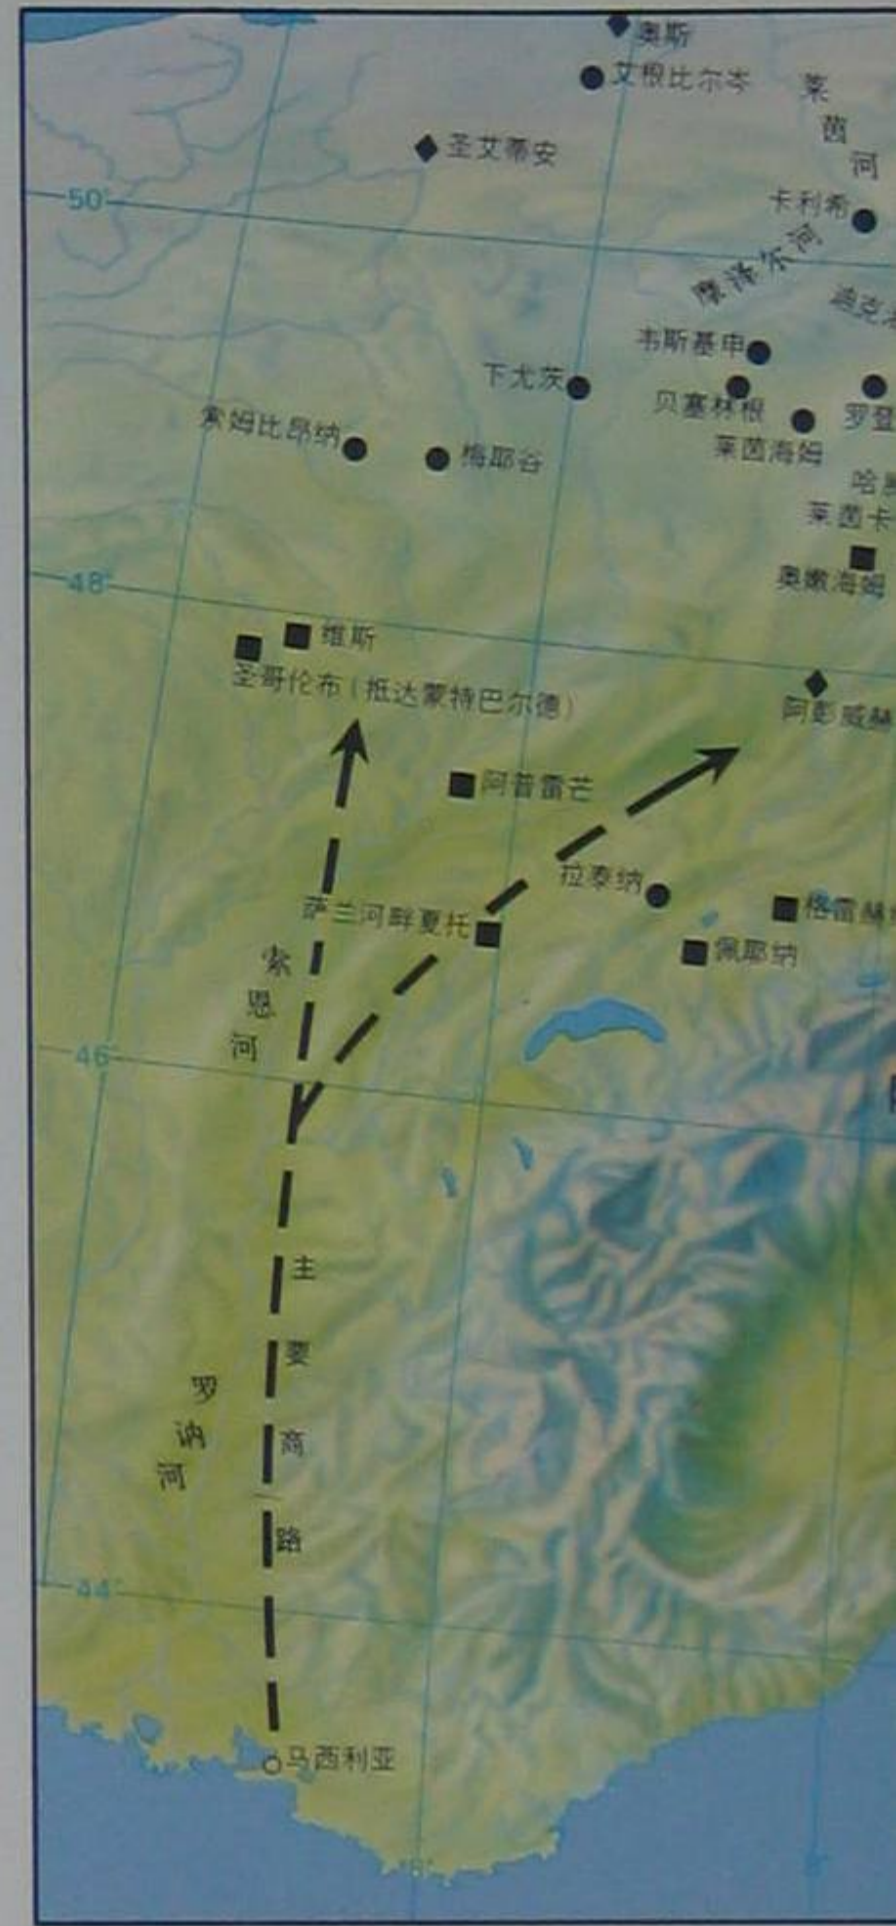 奥斯
艾根比尔岑
莱茵河
圣艾蒂安
50°
卡利希
摩泽尔河
韦斯基申
下尤茨
贝塞林根
索姆比昂纳
梅耶谷
莱茵海姆
莱茵卡
奥嫩海姆
48°
维斯
圣哥伦布(抵达蒙特巴尔德)
阿彭威赫
阿普雷芒
拉泰纳
萨兰河畔夏托
格雷赫
佩耶纳
索恩河
46°
主要商路
罗讷河
44°
马西利亚